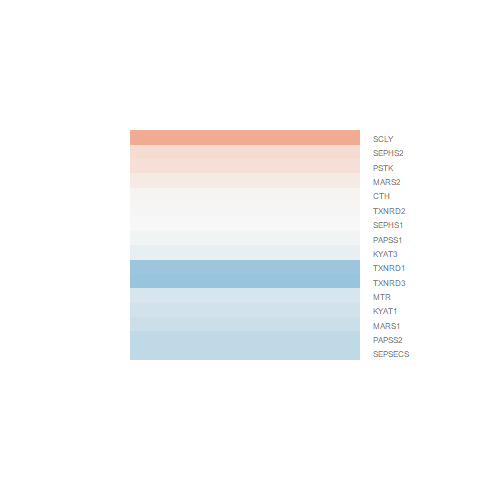 SCLY
SEPHS2
PSTK
MARS2
CTH
TXNRD2
SEPHS1
PAPSS1
KYAT3
TXNRD1
TXNRD3
MTR
KYAT1
MARS1
PAPSS2
SEPSECS